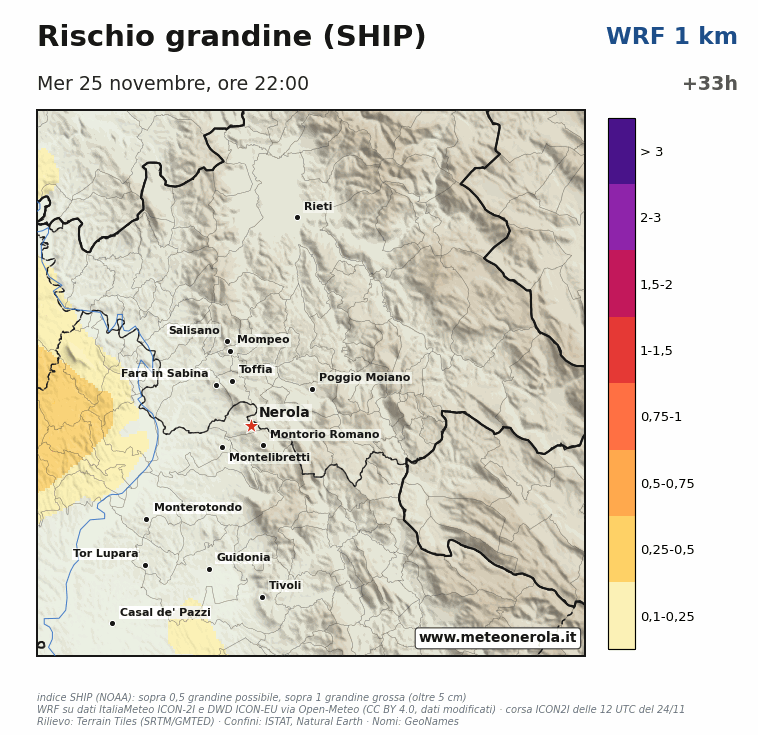 Rischio grandine (SHIP)
WRF 1 km
Mer 25 novembre, ore 22:00
+33h
> 3
2-3
1,5-2
1-1,5
0,75-1
0,5-0,75
0,25-0,5
0,1-0,25
Rieti
Salisano
Mompeo
Fara in Sabina
Toffia
Poggio Moiano
Nerola
Montorio Romano
Montelibretti
Monterotondo
Tor Lupara
Guidonia
Tivoli
Casal de' Pazzi
www.meteonerola.it
indice SHIP (NOAA): sopra 0,5 grandine possibile, sopra 1 grandine grossa (oltre 5 cm)
WRF su dati ItaliaMeteo ICON-2I e DWD ICON-EU via Open-Meteo (CC BY 4.0, dati modificati) · corsa ICON2I delle 12 UTC del 24/11
Rilievo: Terrain Tiles (SRTM/GMTED) · Confini: ISTAT, Natural Earth · Nomi: GeoNames